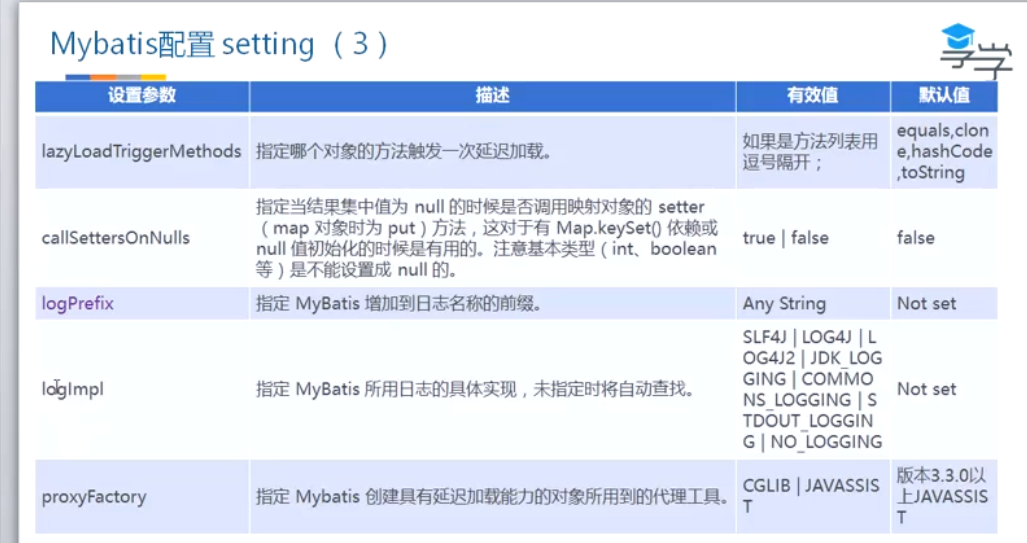 Mybatis配置 setting （3）
享学
设置参数 描述 有效值 默认值
lazyLoadTriggerMethods 指定哪个对象的方法触发一次延迟加载。 如果是方法列表用
逗号隔开；
equals,clon
e,hashCode
,toString
callSettersOnNulls
指定当结果集中值为 null 的时候是否调用映射对象的 setter
（map 对象时为 put）方法，这对于有 Map.keySet() 依赖或
null 值初始化的时候是有用的。注意基本类型（int、boolean
等）是不能设置成 null 的。
true | false
false
logPrefix 指定 MyBatis 增加到日志名称的前缀。 Any String Not set
logImpl 指定 MyBatis 所用日志的具体实现，未指定时将自动查找。
SLF4J | LOG4J | L
OG4J2 | JDK_LOG
GING | COMMO
NS_LOGGING | S
TDOUT_LOGGIN
G | NO_LOGGING
Not set
proxyFactory 指定 Mybatis 创建具有延迟加载能力的对象所用到的代理工具。
CGLIB | JAVASSIS
T
版本3.3.0以
上JAVASSIS
T